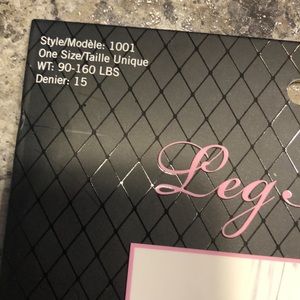 Style/Modèle: 1001
One Size/Taille Unique
WT: 90-160 LBS
Denier: 15
Leg